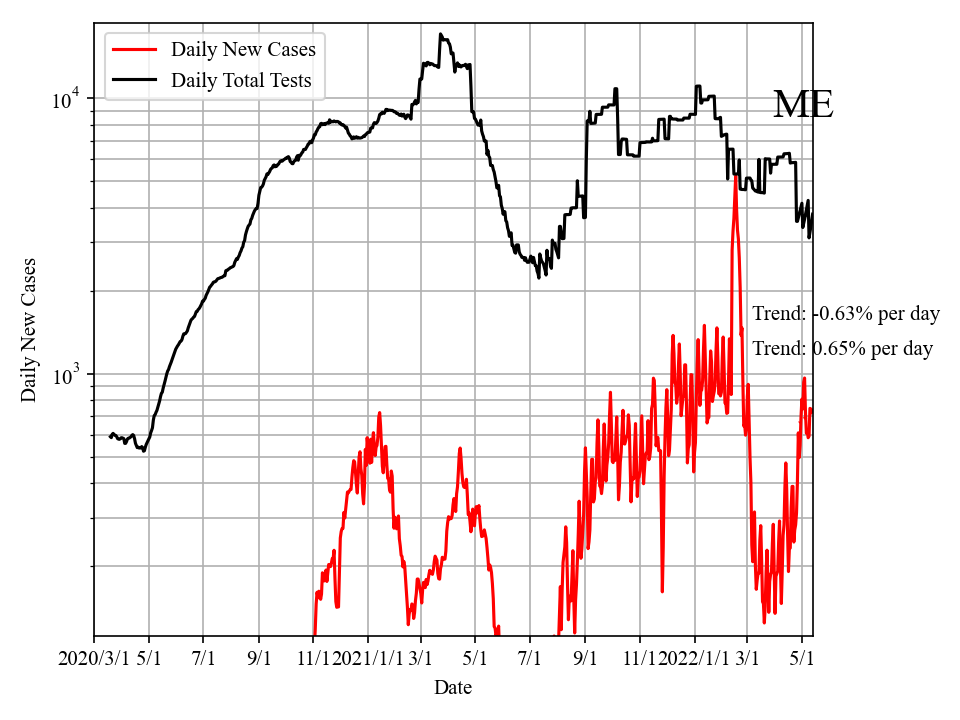 Daily New Cases
Daily Total Tests
ME
10^4
10^3
Daily New Cases
Trend: -0.63% per day
Trend: 0.65% per day
2020/3/1 5/1 7/1 9/1 11/1 2021/1/1 3/1 5/1 7/1 9/1 11/1 2022/1/1 3/1 5/1
Date